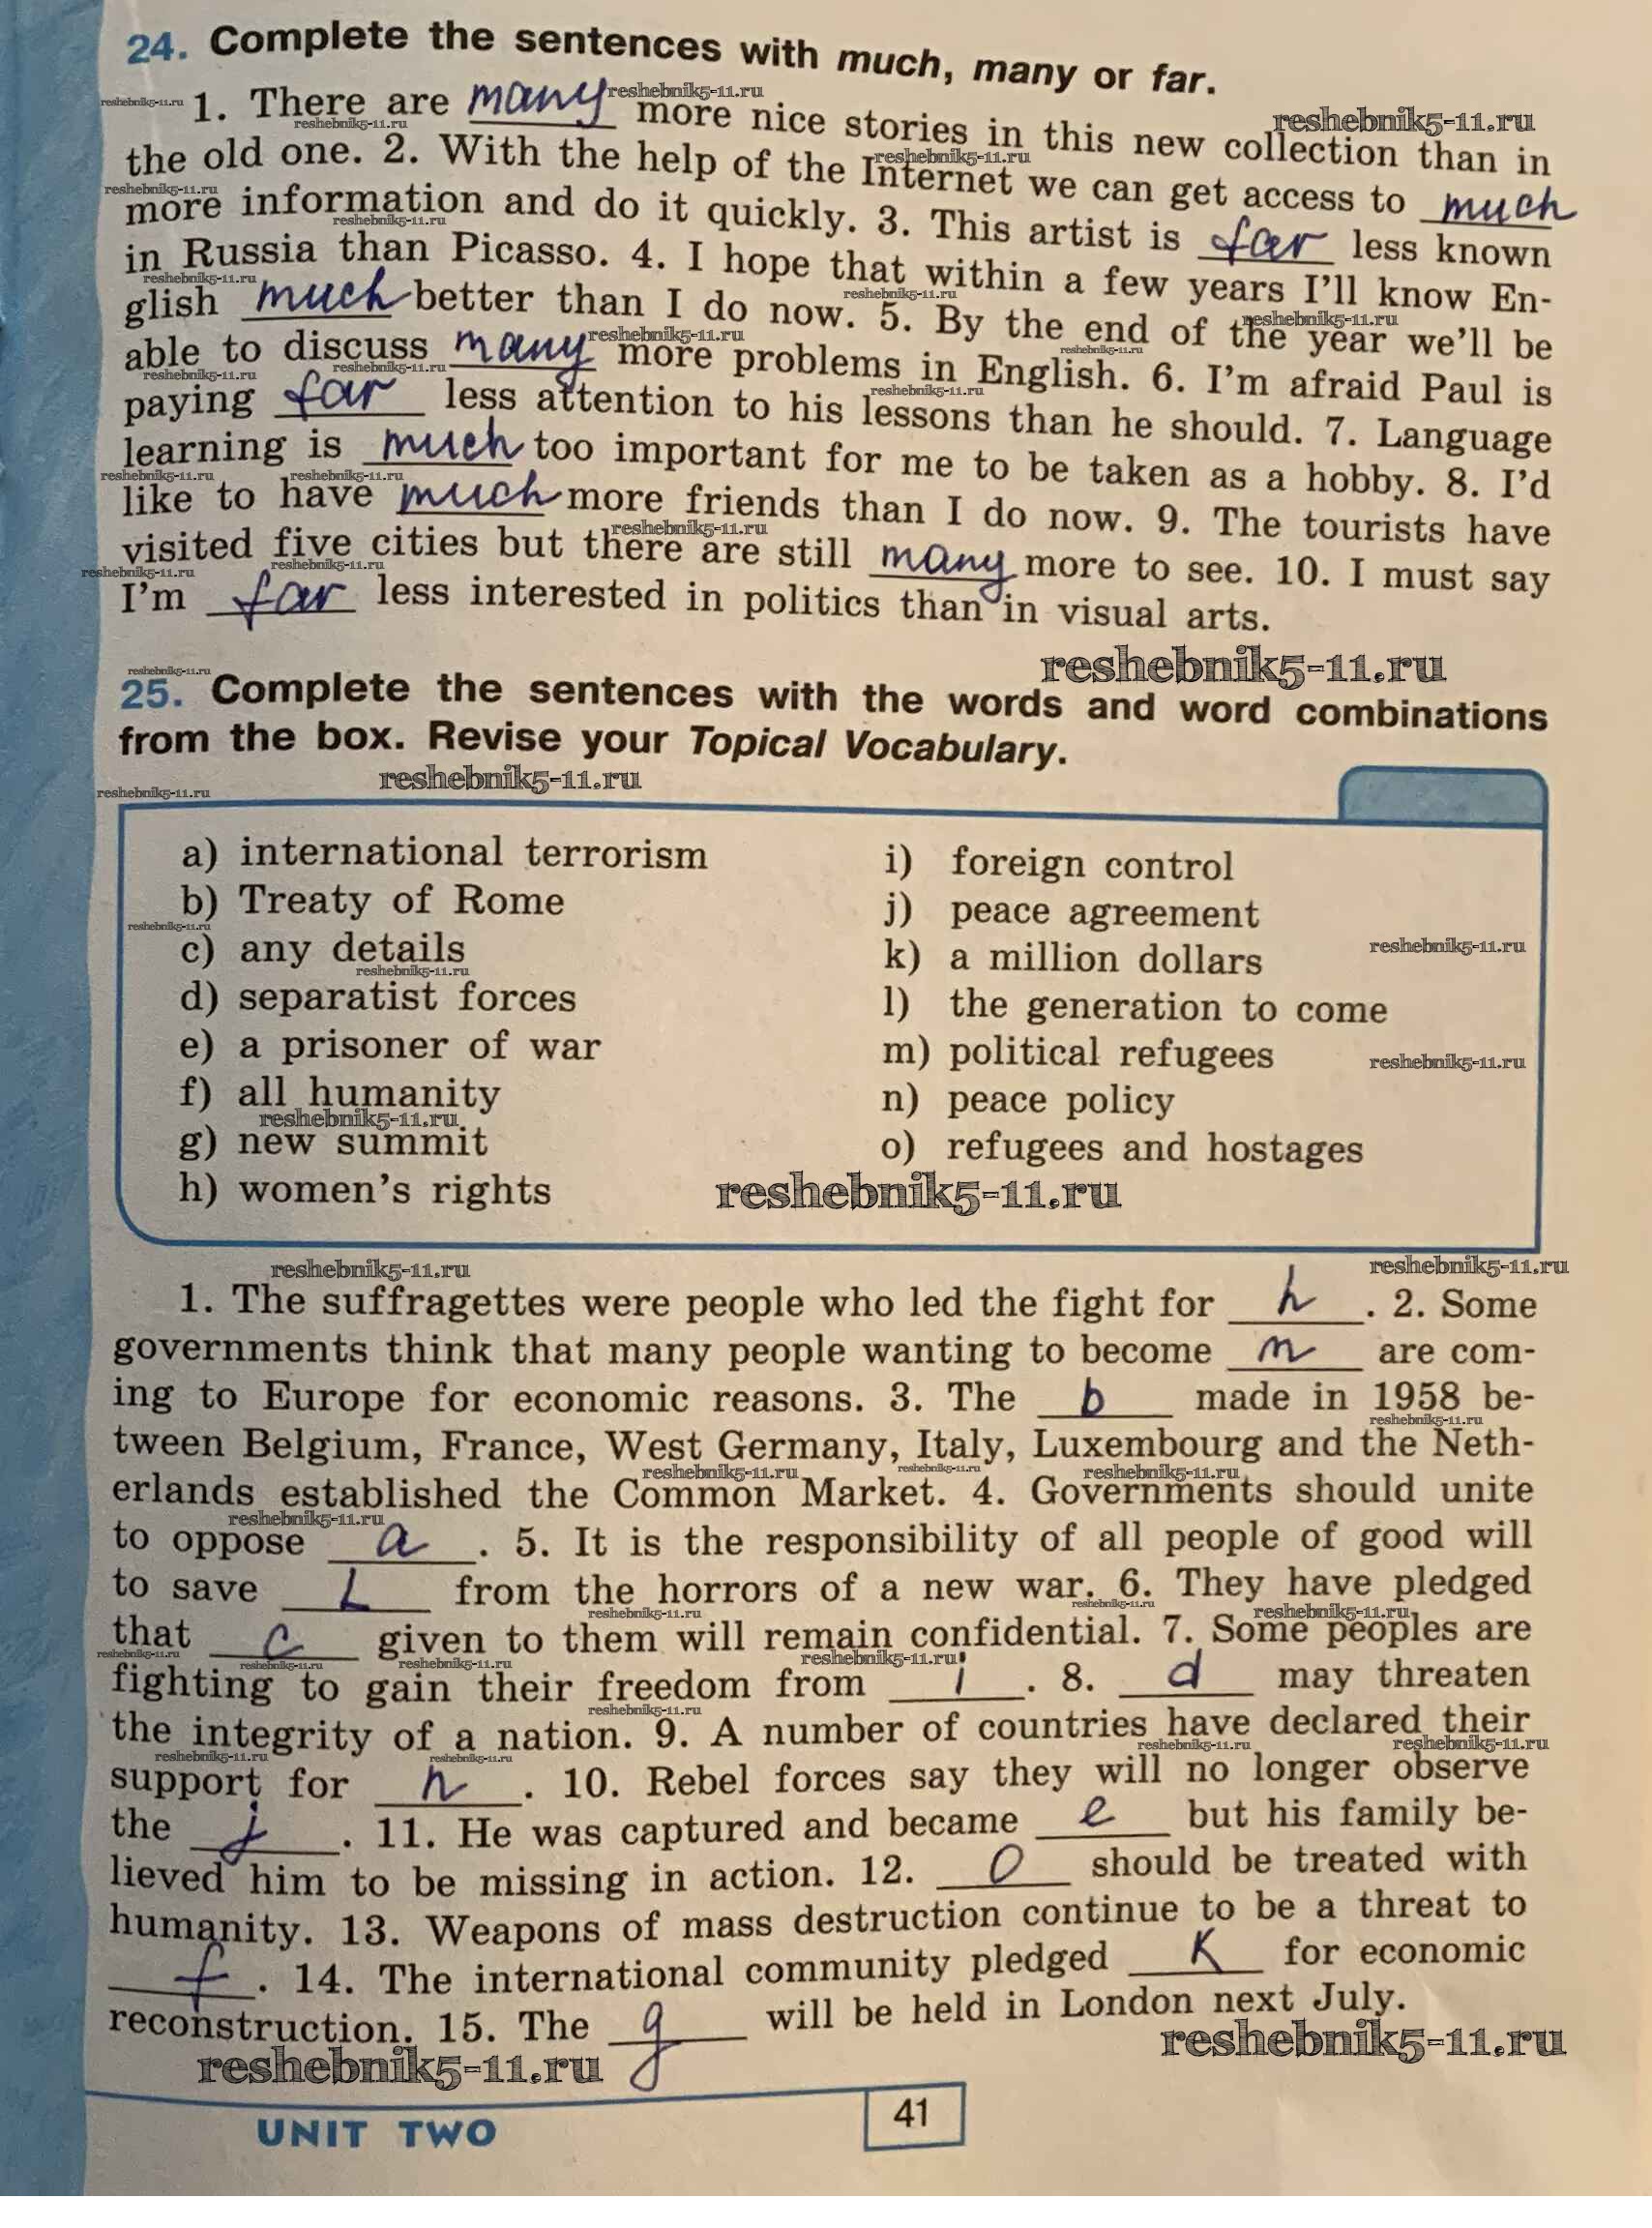 24. Complete the sentences with much, many or far.
1. There are many more nice stories in this new collection than in
the old one. 2. With the help of the Internet we can get access to much
more information and do it quickly. 3. This artist is far less known
in Russia than Picasso. 4. I hope that within a few years I'll know En-
glish much better than I do now. 5. By the end of the year we'll be
able to discuss many more problems in English. 6. I'm afraid Paul is
paying far less attention to his lessons than he should. 7. Language
learning is much too important for me to be taken as a hobby. 8. I'd
like to have much more friends than I do now. 9. The tourists have
visited five cities but there are still many more to see. 10. I must say
I'm far less interested in politics than in visual arts.
reshebnik5-11.ru
25. Complete the sentences with the words and word combinations
from the box. Revise your Topical Vocabulary.
reshebnik5-11.ru
a) international terrorism
b) Treaty of Rome
c) any details
d) separatist forces
e) a prisoner of war
f) all humanity
g) new summit
h) women's rights
i) foreign control
j) peace agreement
k) a million dollars
l) the generation to come
m) political refugees
n) peace policy
o) refugees and hostages
reshebnik5-11.ru
1. The suffragettes were people who led the fight for h . 2. Some
governments think that many people wanting to become m are com-
ing to Europe for economic reasons. 3. The b made in 1958 be-
tween Belgium, France, West Germany, Italy, Luxembourg and the Neth-
erlands established the Common Market. 4. Governments should unite
to oppose a . 5. It is the responsibility of all people of good will
to save L from the horrors of a new war. 6. They have pledged
that c given to them will remain confidential. 7. Some peoples are
fighting to gain their freedom from i . 8. d may threaten
the integrity of a nation. 9. A number of countries have declared their
support for n . 10. Rebel forces say they will no longer observe
the j . 11. He was captured and became e but his family be-
lieved him to be missing in action. 12. O should be treated with
humanity. 13. Weapons of mass destruction continue to be a threat to
f . 14. The international community pledged K for economic
reconstruction. 15. The g will be held in London next July.
reshebnik5-11.ru
reshebnik5-11.ru
UNIT TWO
41